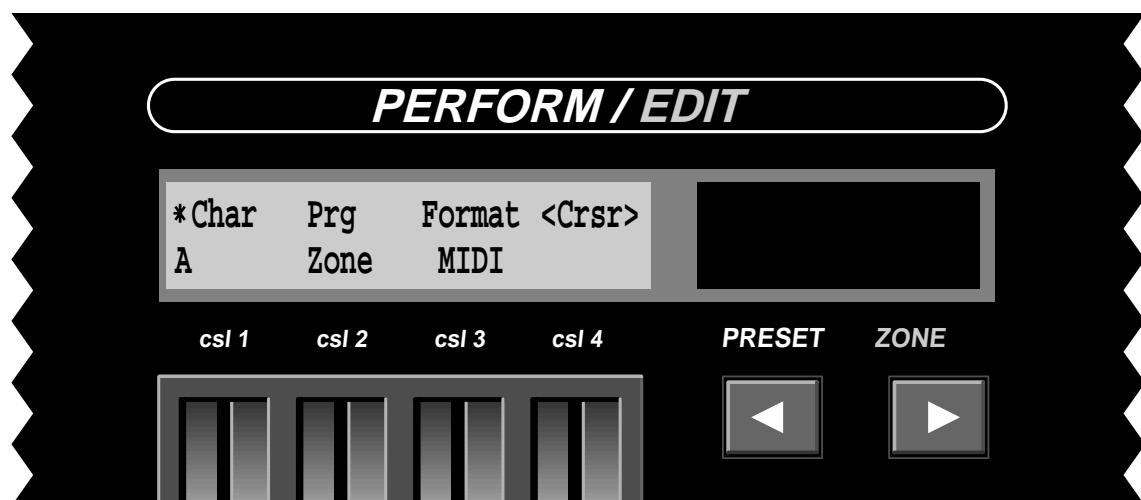 PERFORM / EDIT
*Char Prg Format <Crsr>
A Zone MIDI
csl 1 csl 2 csl 3 csl 4 PRESET ZONE